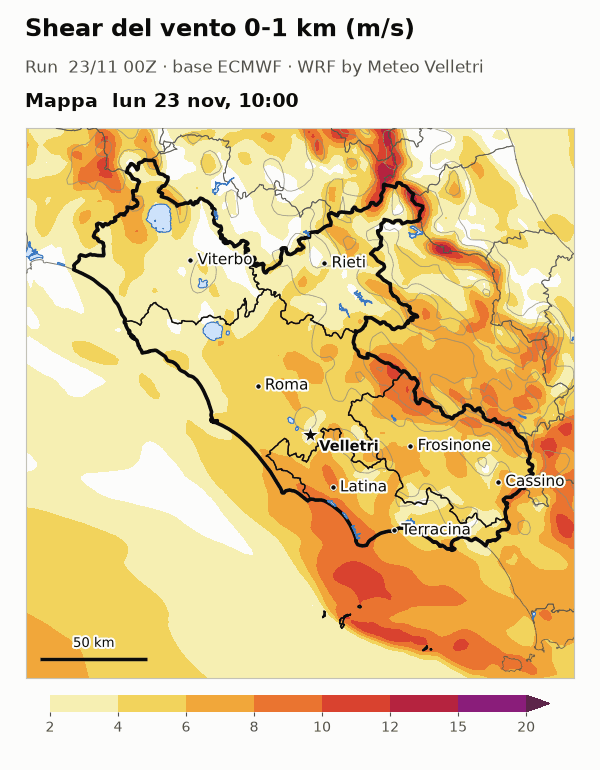 Shear del vento 0-1 km (m/s)
Run 23/11 00Z · base ECMWF · WRF by Meteo Velletri
Mappa lun 23 nov, 10:00
Viterbo
Rieti
Roma
Velletri
Frosinone
Latina
Cassino
Terracina
50 km
2 4 6 8 10 12 15 20